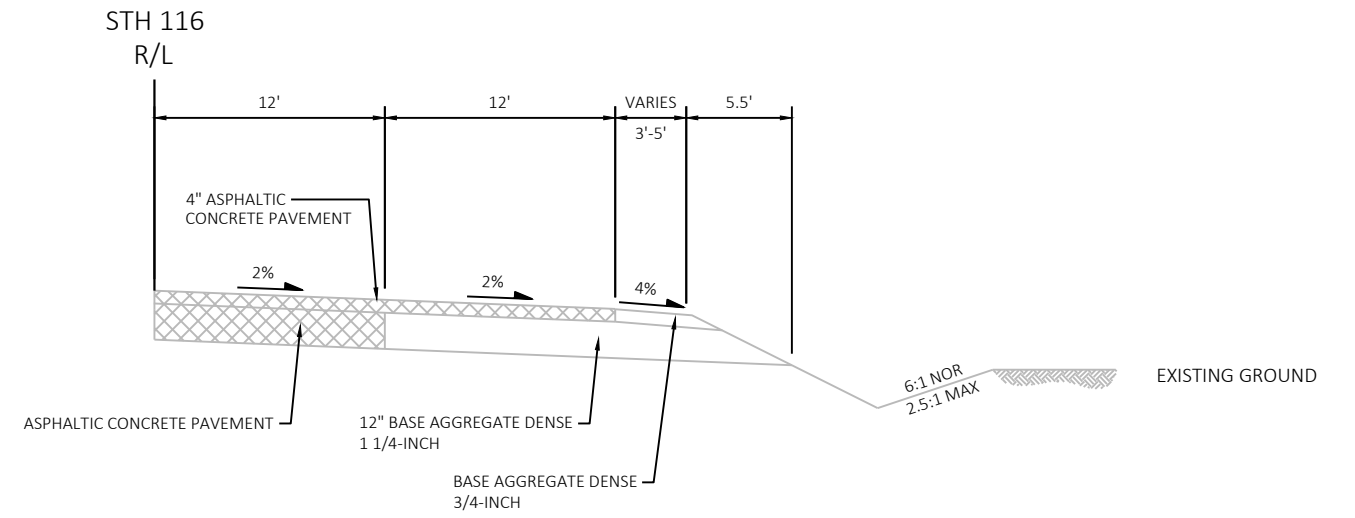 STH 116
R/L
12'
12'
VARIES
3'-5'
5.5'
4" ASPHALTIC
CONCRETE PAVEMENT
2%
2%
4%
6:1 NOR
2.5:1 MAX
EXISTING GROUND
ASPHALTIC CONCRETE PAVEMENT
12" BASE AGGREGATE DENSE
1 1/4-INCH
BASE AGGREGATE DENSE
3/4-INCH